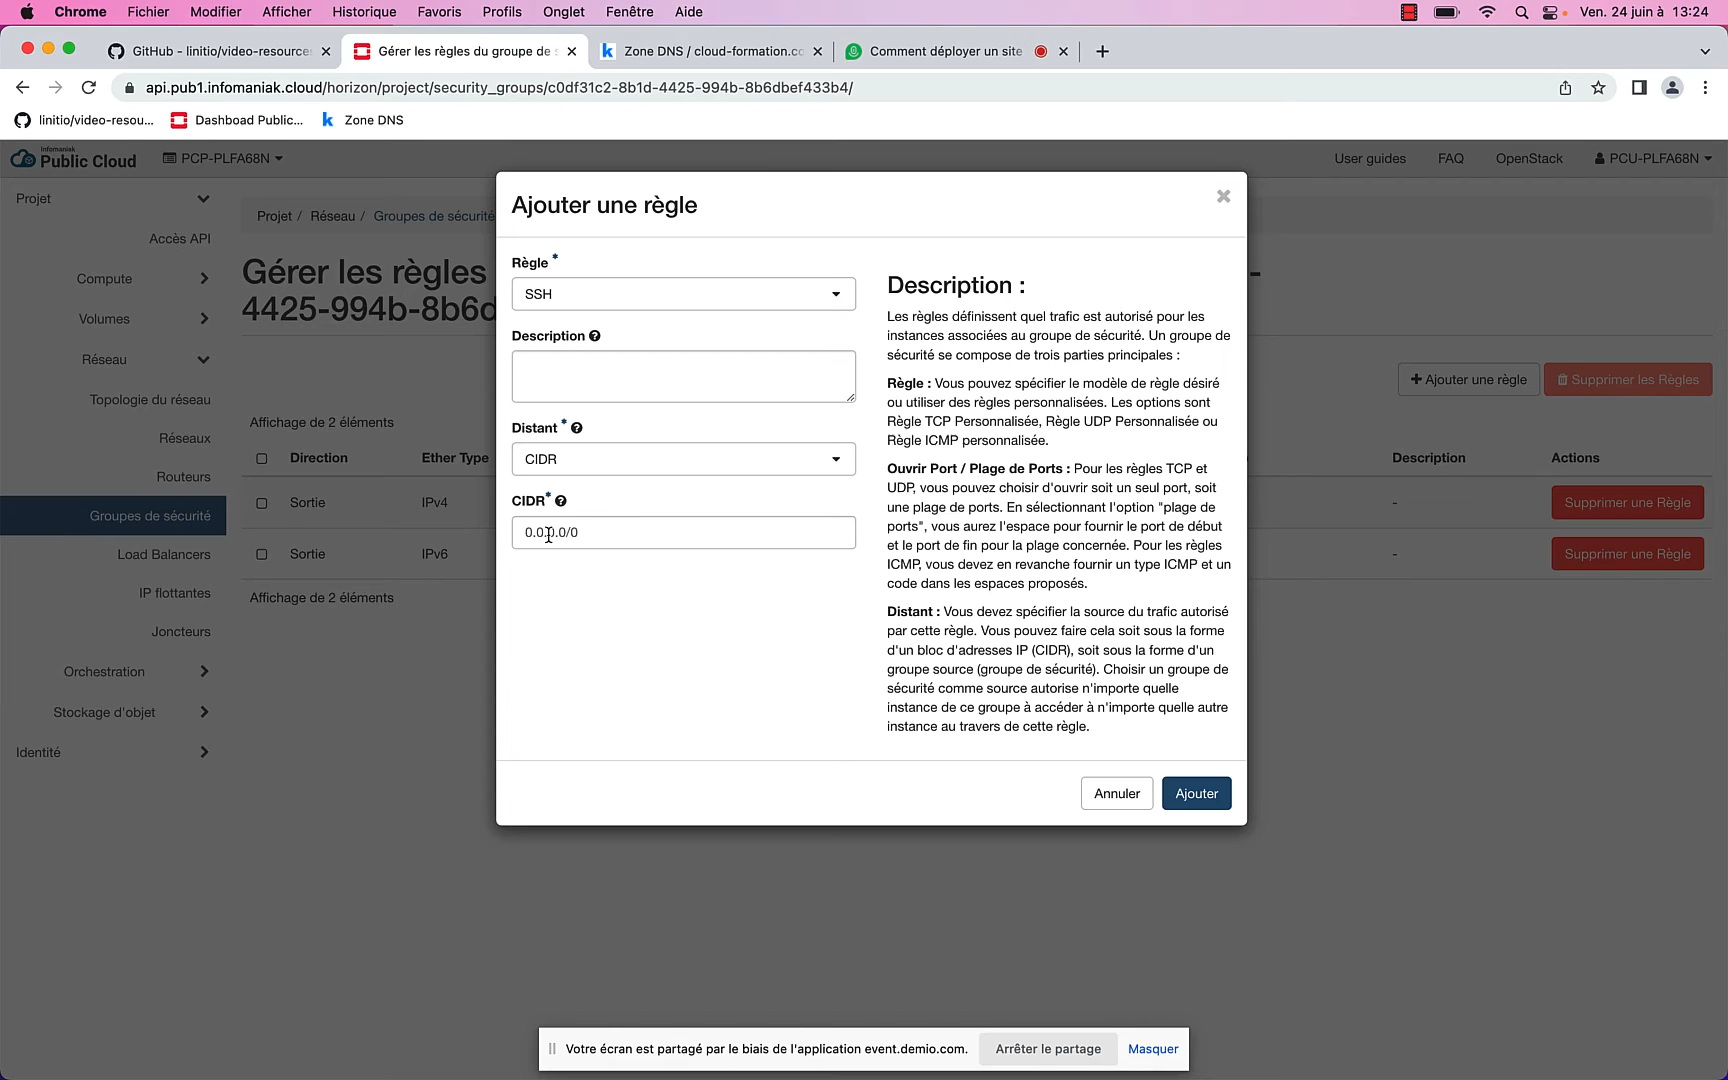 Chrome Fichier Modifier Afficher Historique Favoris Profils Onglet Fenêtre Aide Ven. 24 juin à 13:24
GitHub - linitio/video-resources Gérer les règles du groupe de s Zone DNS / cloud-formation.co Comment déployer un site
api.pub1.infomaniak.cloud/horizon/project/security_groups/c0df31c2-8b1d-4425-994b-8b6dbef433b4/
linitio/video-resou... Dashboad Public... Zone DNS
Infomaniak
Public Cloud PCP-PLFA68N User guides FAQ OpenStack PCU-PLFA68N
Projet
Accès API
Compute
Volumes
Réseau
Topologie du réseau
Réseaux
Routeurs
Groupes de sécurité
Load Balancers
IP flottantes
Joncteurs
Orchestration
Stockage d'objet
Identité
Projet / Réseau / Groupes de sécurité
Gérer les règles -
4425-994b-8b6d
+ Ajouter une règle Supprimer les Règles
Affichage de 2 éléments
Direction Ether Type Description Actions
Sortie IPv4 - Supprimer une Règle
Sortie IPv6 - Supprimer une Règle
Affichage de 2 éléments
Ajouter une règle
Règle *
SSH
Description
Distant *
CIDR
CIDR*
0.0.0.0/0
Description :
Les règles définissent quel trafic est autorisé pour les
instances associées au groupe de sécurité. Un groupe de
sécurité se compose de trois parties principales :
Règle : Vous pouvez spécifier le modèle de règle désiré
ou utiliser des règles personnalisées. Les options sont
Règle TCP Personnalisée, Règle UDP Personnalisée ou
Règle ICMP personnalisée.
Ouvrir Port / Plage de Ports : Pour les règles TCP et
UDP, vous pouvez choisir d'ouvrir soit un seul port, soit
une plage de ports. En sélectionnant l'option "plage de
ports", vous aurez l'espace pour fournir le port de début
et le port de fin pour la plage concernée. Pour les règles
ICMP, vous devez en revanche fournir un type ICMP et un
code dans les espaces proposés.
Distant : Vous devez spécifier la source du trafic autorisé
par cette règle. Vous pouvez faire cela soit sous la forme
d'un bloc d'adresses IP (CIDR), soit sous la forme d'un
groupe source (groupe de sécurité). Choisir un groupe de
sécurité comme source autorise n'importe quelle
instance de ce groupe à accéder à n'importe quelle autre
instance au travers de cette règle.
Annuler Ajouter
Votre écran est partagé par le biais de l'application event.demio.com. Arrêter le partage Masquer